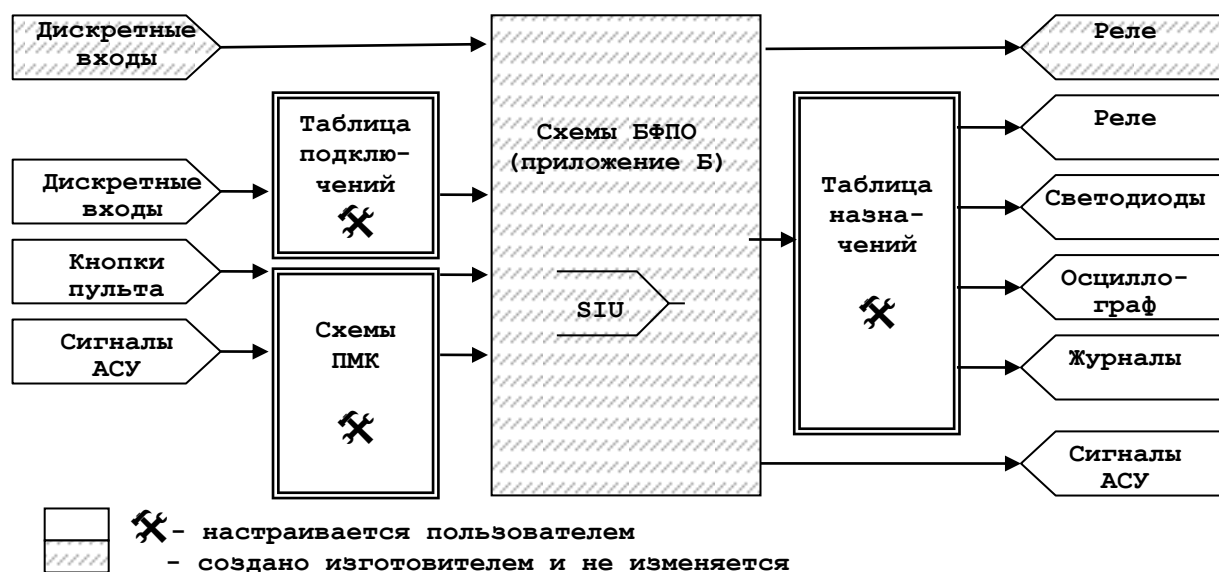 Дискретные
входы
Реле
Таблица
подклю-
чений
Схемы БФПО
(приложение Б)
Реле
Дискретные
входы
Таблица
назна-
чений
Светодиоды
Кнопки
пульта
SIU
Осцилло-
граф
Сигналы
АСУ
Схемы
ПМК
Журналы
Сигналы
АСУ
- настраивается пользователем
- создано изготовителем и не изменяется